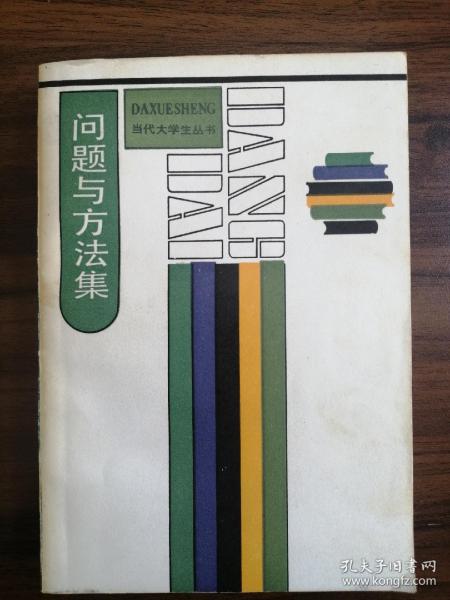 问题与方法集
DAXUESHENG
当代大学生丛书
DANG
DAI
孔夫子旧书网
www.kongfz.com